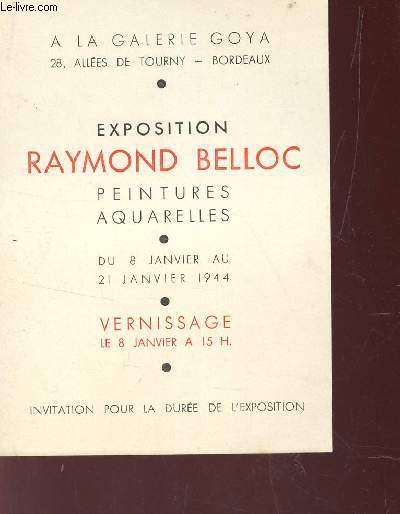 Le-livre.com
A LA GALERIE GOYA
28, ALLÉES DE TOURNY — BORDEAUX
EXPOSITION
RAYMOND BELLOC
PEINTURES
AQUARELLES
DU 8 JANVIER AU
21 JANVIER 1944
VERNISSAGE
LE 8 JANVIER A 15 H.
INVITATION POUR LA DURÉE DE L'EXPOSITION